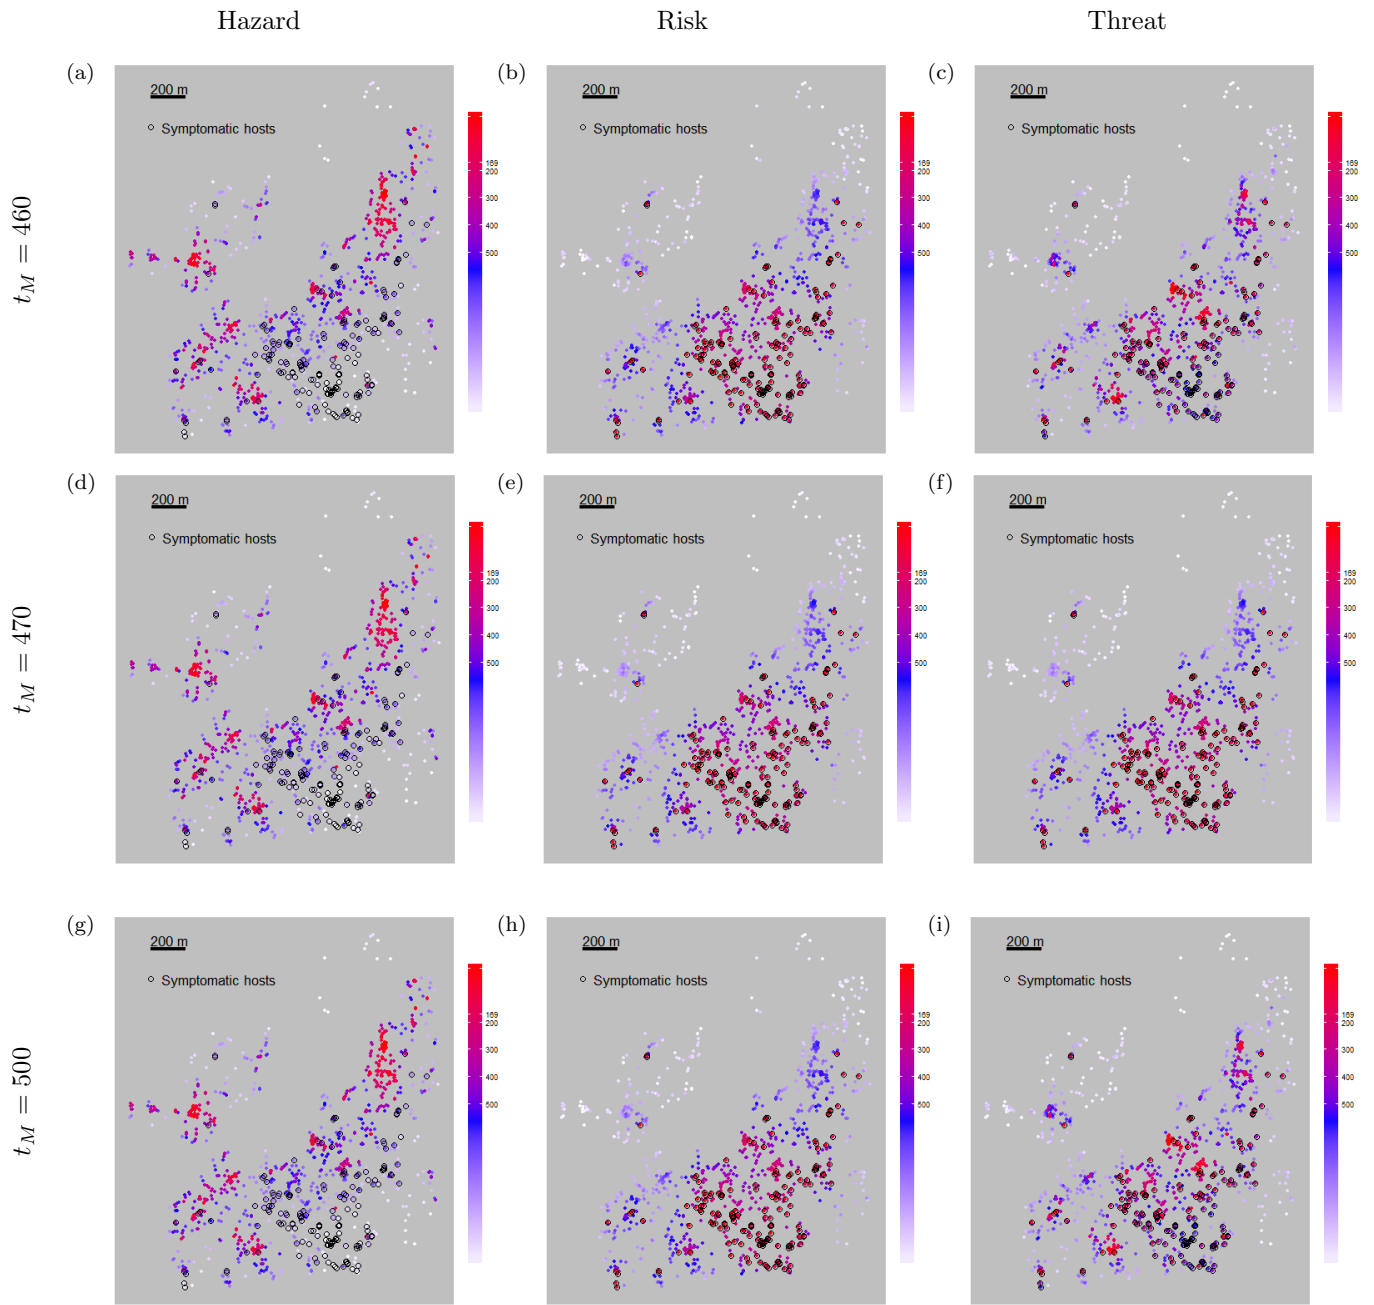 Hazard Risk Threat
(a) (b) (c)
200 m 200 m 200 m
Symptomatic hosts Symptomatic hosts Symptomatic hosts
169 169 169
200 200 200
300 300 300
400 400 400
500 500 500
t_M = 460
(d) (e) (f)
200 m 200 m 200 m
Symptomatic hosts Symptomatic hosts Symptomatic hosts
169 169 169
200 200 200
300 300 300
400 400 400
500 500 500
t_M = 470
(g) (h) (i)
200 m 200 m 200 m
Symptomatic hosts Symptomatic hosts Symptomatic hosts
169 169 169
200 200 200
300 300 300
400 400 400
500 500 500
t_M = 500